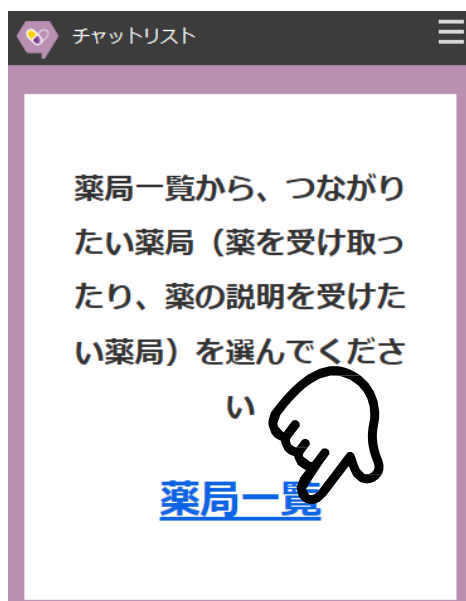 チャットリスト
薬局一覧から、つながり
たい薬局（薬を受け取っ
たり、薬の説明を受けた
い薬局）を選んでくださ
い
薬局一覧